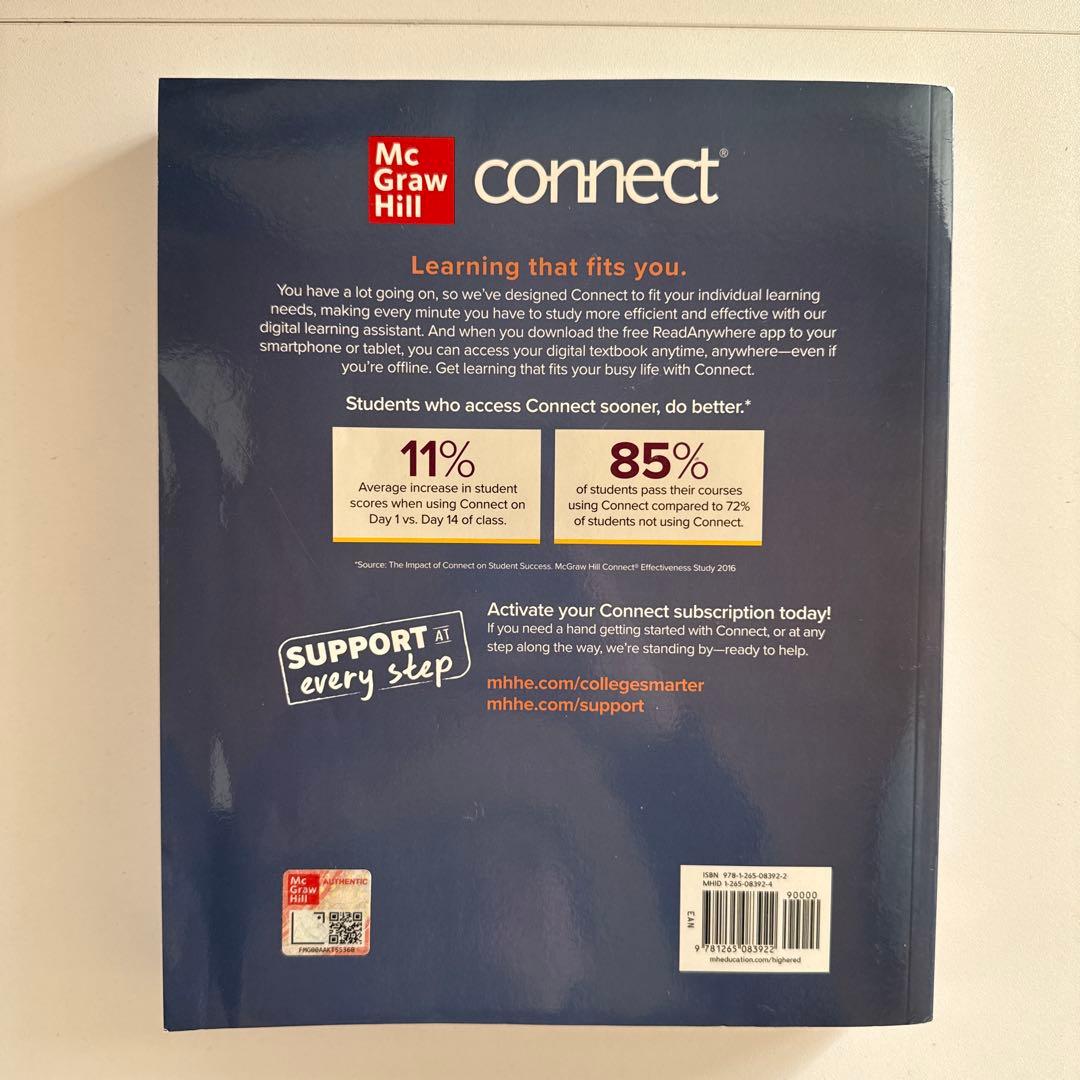 Mc
Graw
Hill
connect®
Learning that fits you.
You have a lot going on, so we've designed Connect to fit your individual learning
needs, making every minute you have to study more efficient and effective with our
digital learning assistant. And when you download the free ReadAnywhere app to your
smartphone or tablet, you can access your digital textbook anytime, anywhere—even if
you're offline. Get learning that fits your busy life with Connect.
Students who access Connect sooner, do better.*
11%
Average increase in student
scores when using Connect on
Day 1 vs. Day 14 of class.
85%
of students pass their courses
using Connect compared to 72%
of students not using Connect.
*Source: The Impact of Connect on Student Success. McGraw Hill Connect® Effectiveness Study 2016
SUPPORT AT
every step
Activate your Connect subscription today!
If you need a hand getting started with Connect, or at any
step along the way, we're standing by—ready to help.
mhhe.com/collegesmarter
mhhe.com/support
Mc
Graw
Hill
AUTHENTIC
ISBN 978-1-265-08392-2
MHID 1-265-08392-4
90000
EAN
9 781265 083922
mheducation.com/highered